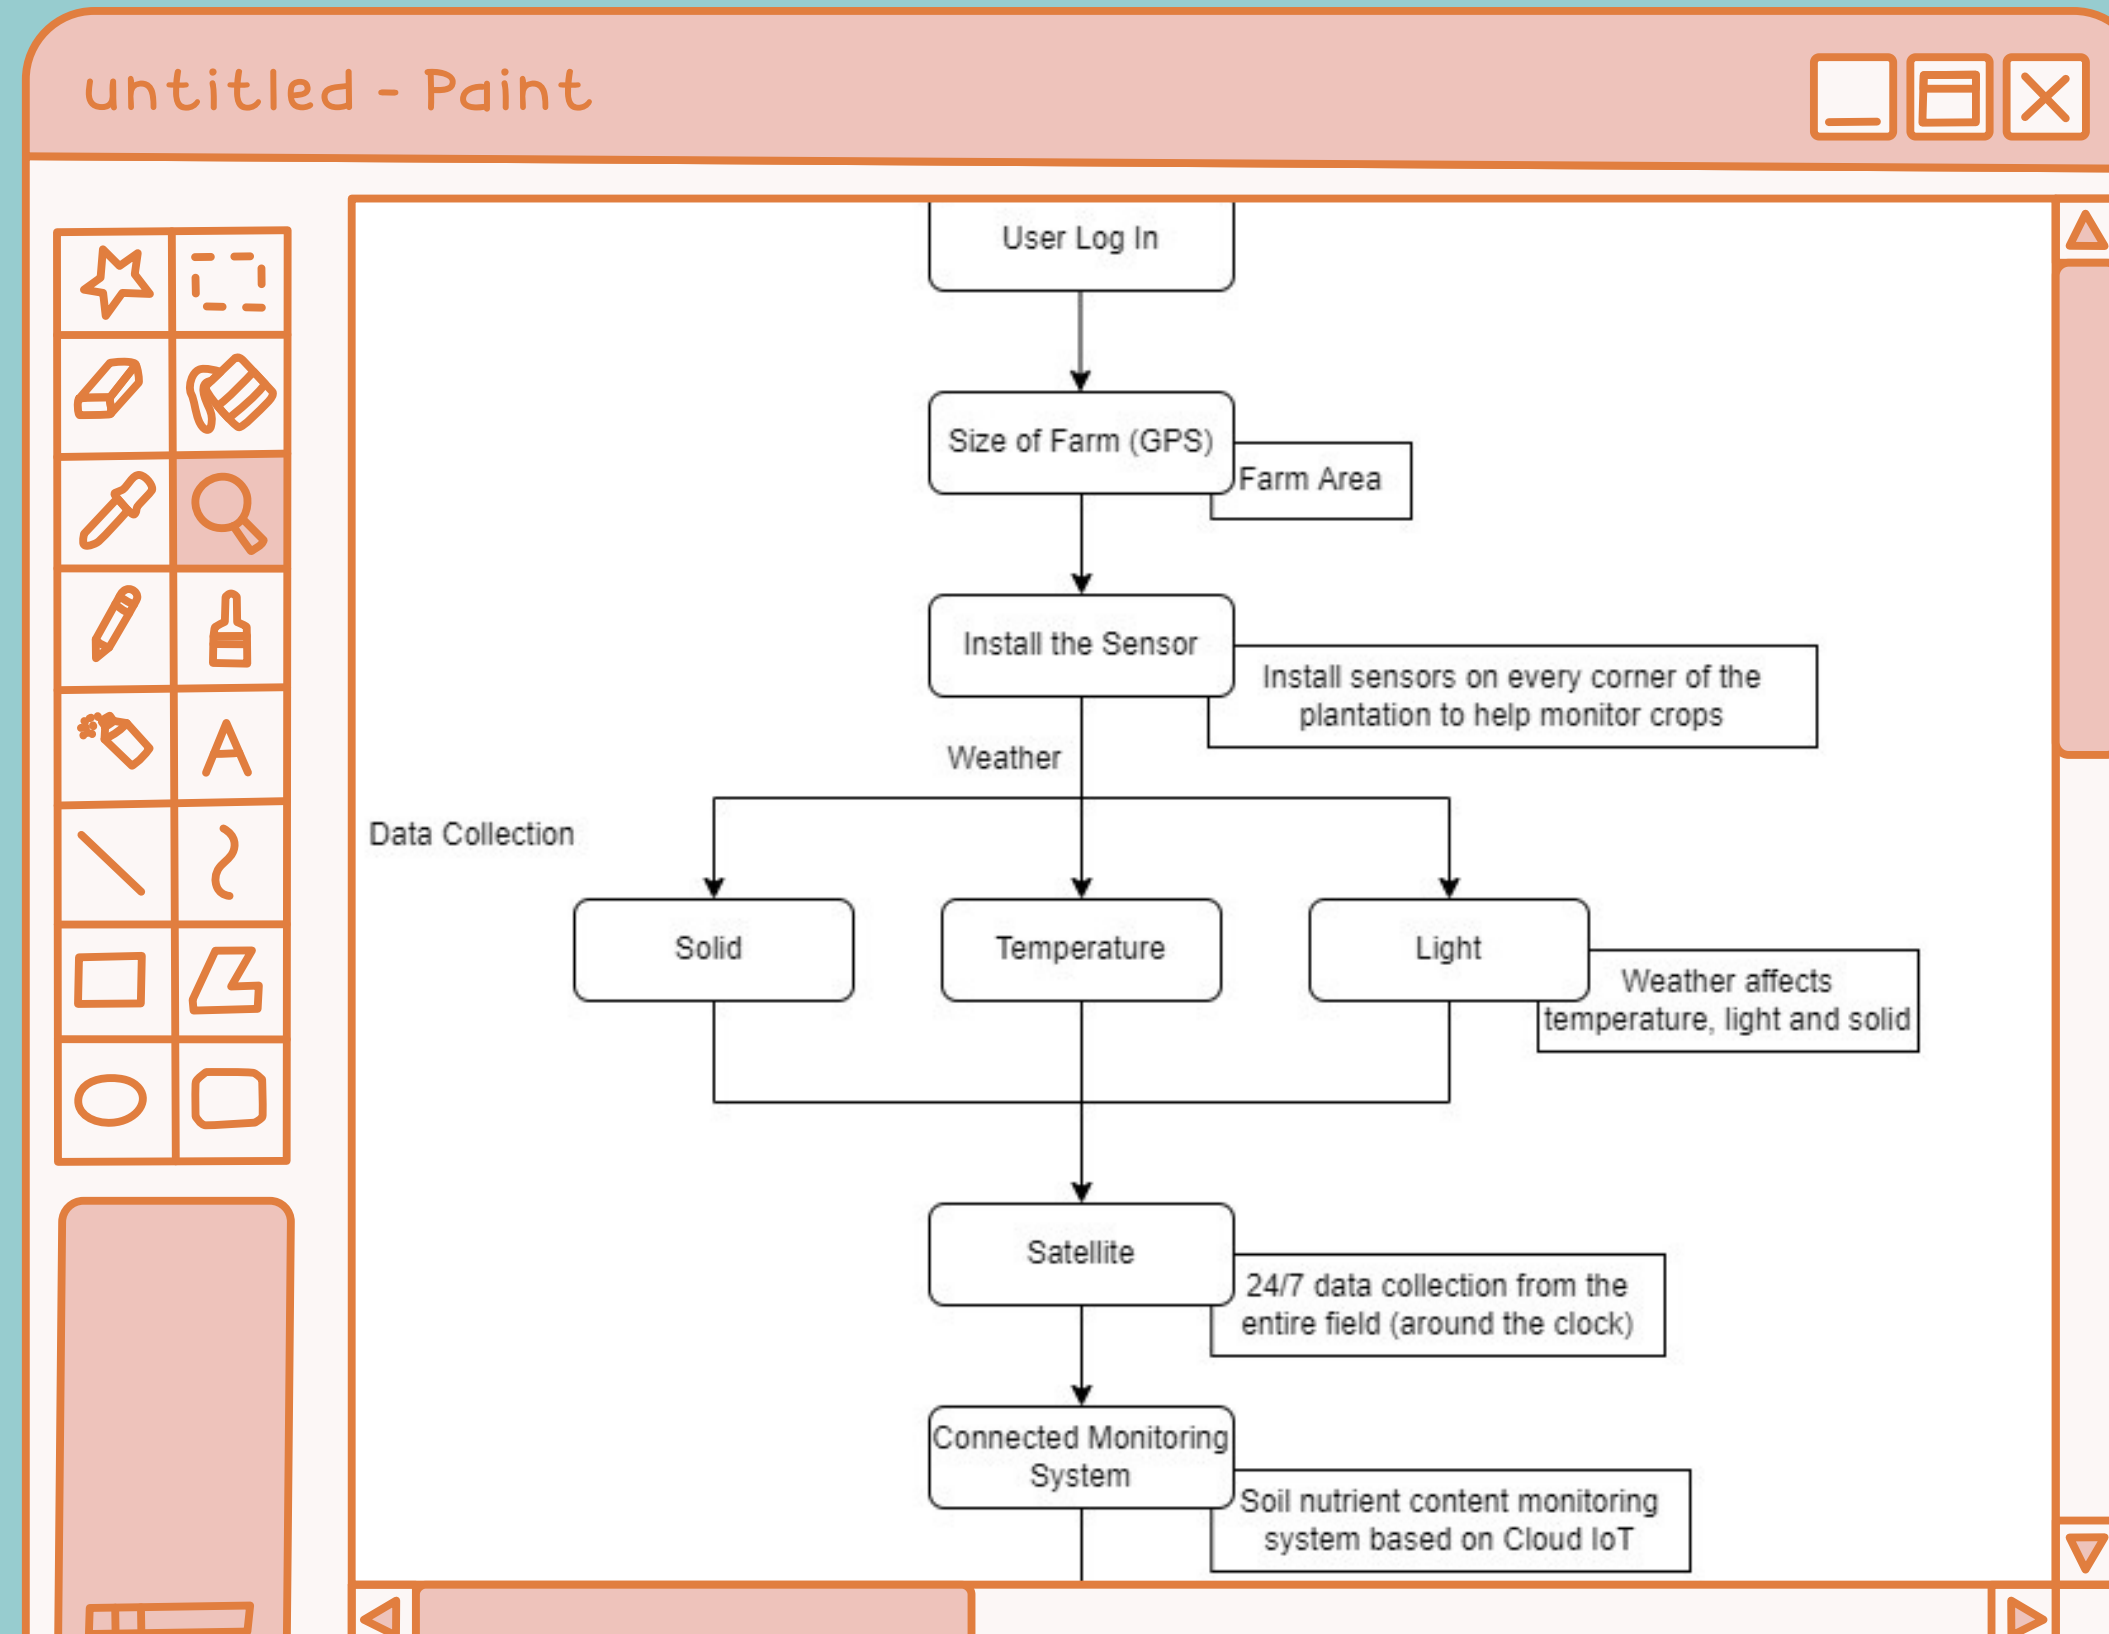 untitled - Paint
User Log In
Size of Farm (GPS)
Farm Area
Install the Sensor
Install sensors on every corner of the
plantation to help monitor crops
Weather
Data Collection
Solid
Temperature
Light
Weather affects
temperature, light and solid
Satellite
24/7 data collection from the
entire field (around the clock)
Connected Monitoring
System
Soil nutrient content monitoring
system based on Cloud IoT
A